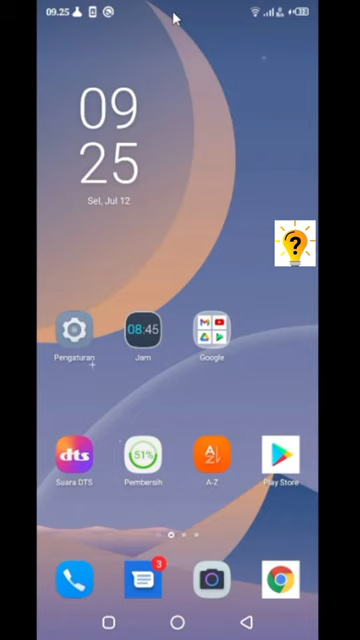 09.25
09
25
Sel, Jul 12
08:45
Pengaturan
Jam
Google
dts
51%
A
Z
Suara DTS
Pembersih
A-Z
Play Store
3